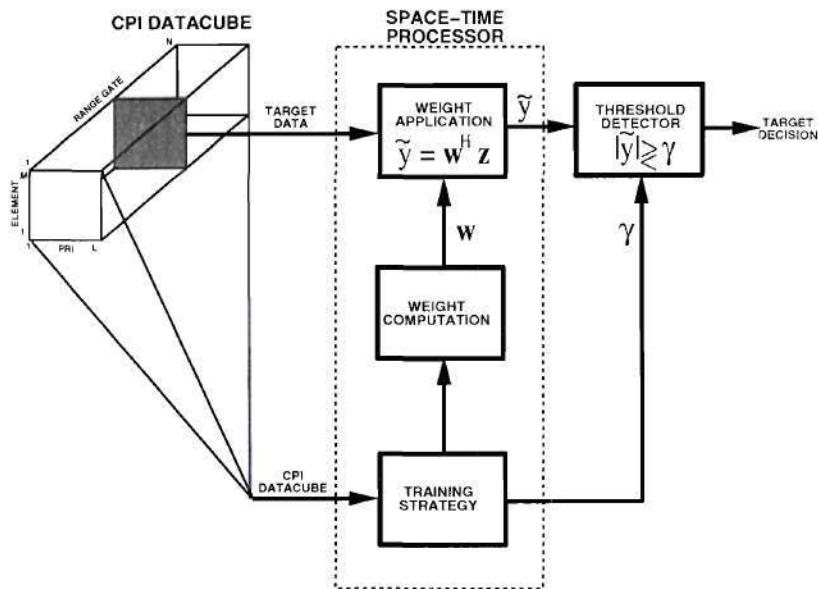 CPI DATACUBE
SPACE-TIME
PROCESSOR
N
RANGE GATE
1
M
ELEMENT
1
1
PRI
L
TARGET
DATA
WEIGHT
APPLICATION
ỹ = w^H z
ỹ
THRESHOLD
DETECTOR
|ỹ| ≷ γ
TARGET
DECISION
w
γ
WEIGHT
COMPUTATION
CPI
DATACUBE
TRAINING
STRATEGY